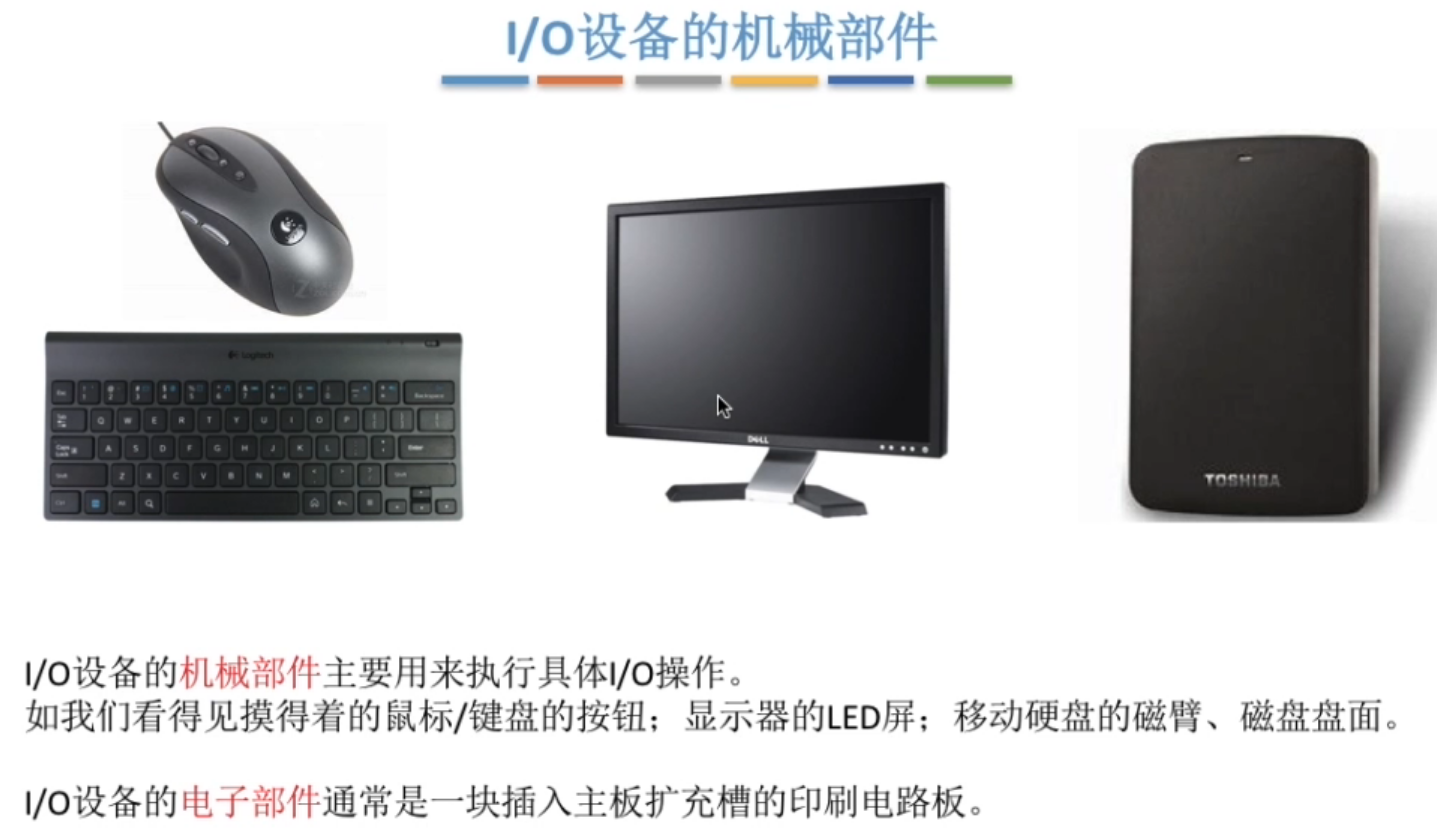 I/O设备的机械部件
Logitech
DELL
TOSHIBA
Q W E R T Y U I O P
A S D F G H J K L
Z X C V B N M
I/O设备的机械部件主要用来执行具体I/O操作。
如我们看得见摸得着的鼠标/键盘的按钮；显示器的LED屏；移动硬盘的磁臂、磁盘盘面。
I/O设备的电子部件通常是一块插入主板扩充槽的印刷电路板。